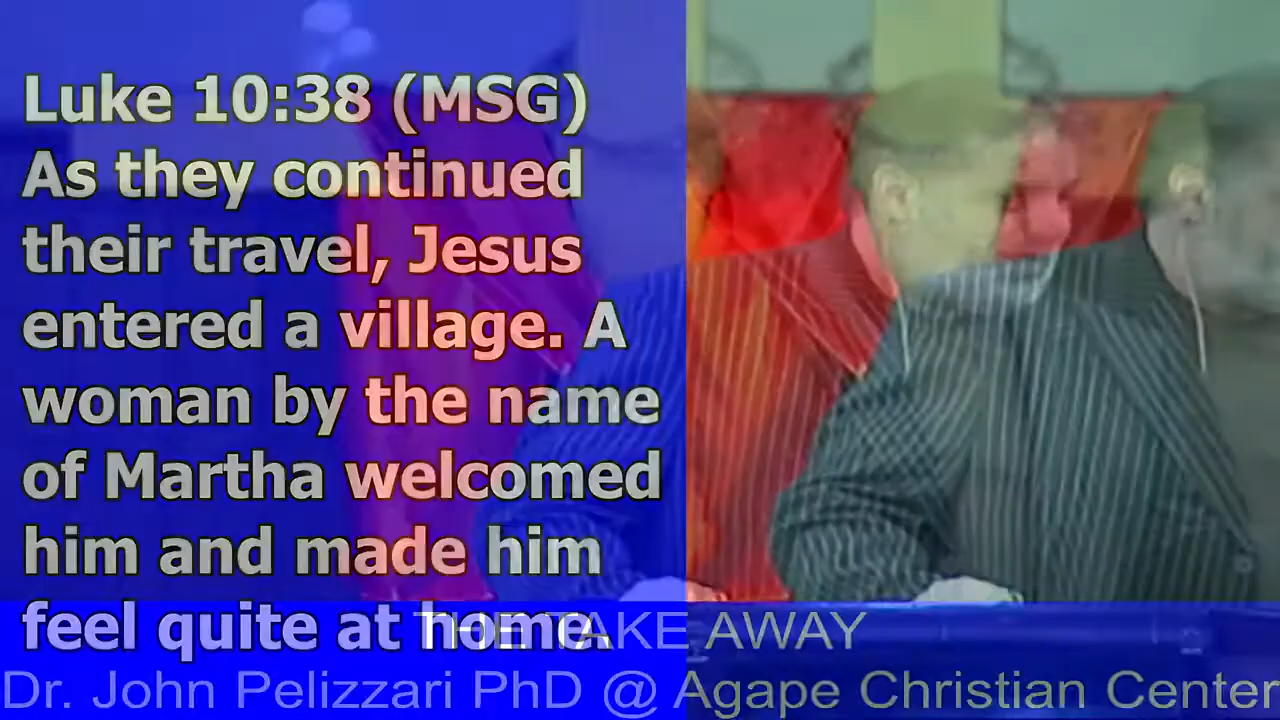 Luke 10:38 (MSG)
As they continued
their travel, Jesus
entered a village. A
woman by the name
of Martha welcomed
him and made him
feel quite at home.
THE TAKE AWAY
Dr. John Pelizzari PhD @ Agape Christian Center